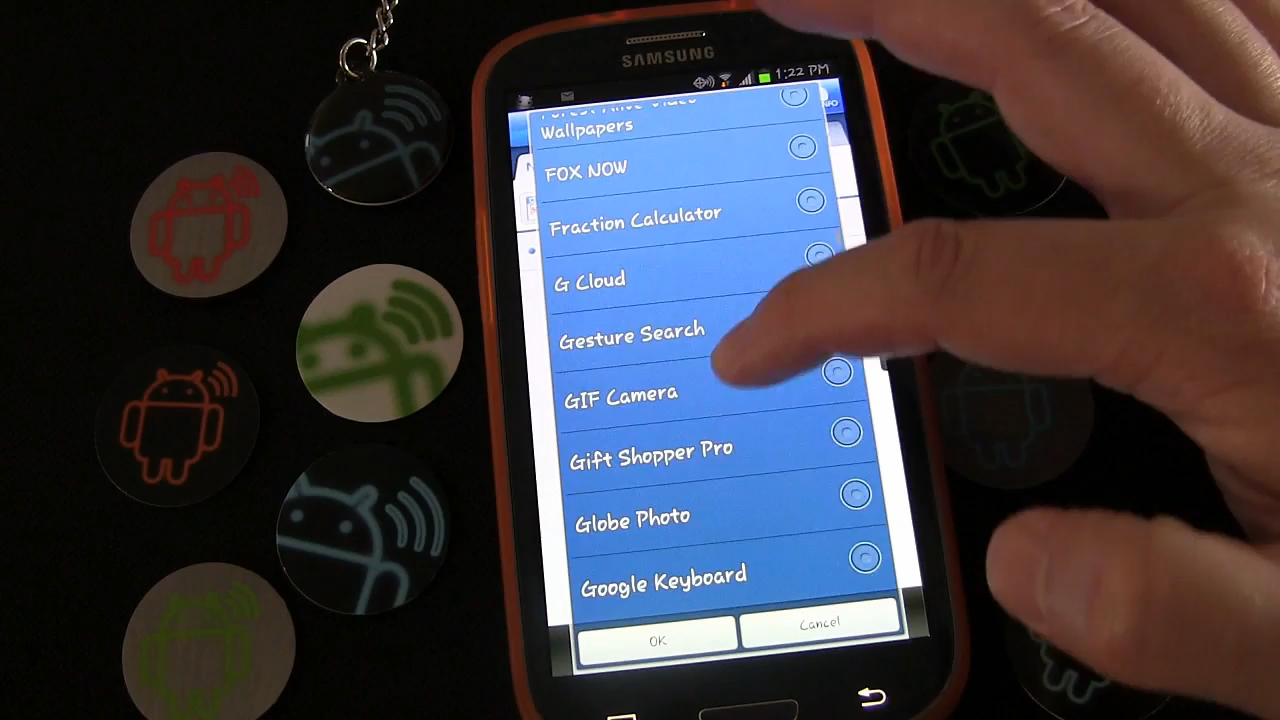 SAMSUNG
1:22 PM
Wallpapers
FOX NOW
Fraction Calculator
G Cloud
Gesture Search
GIF Camera
Gift Shopper Pro
Globe Photo
Google Keyboard
OK
Cancel